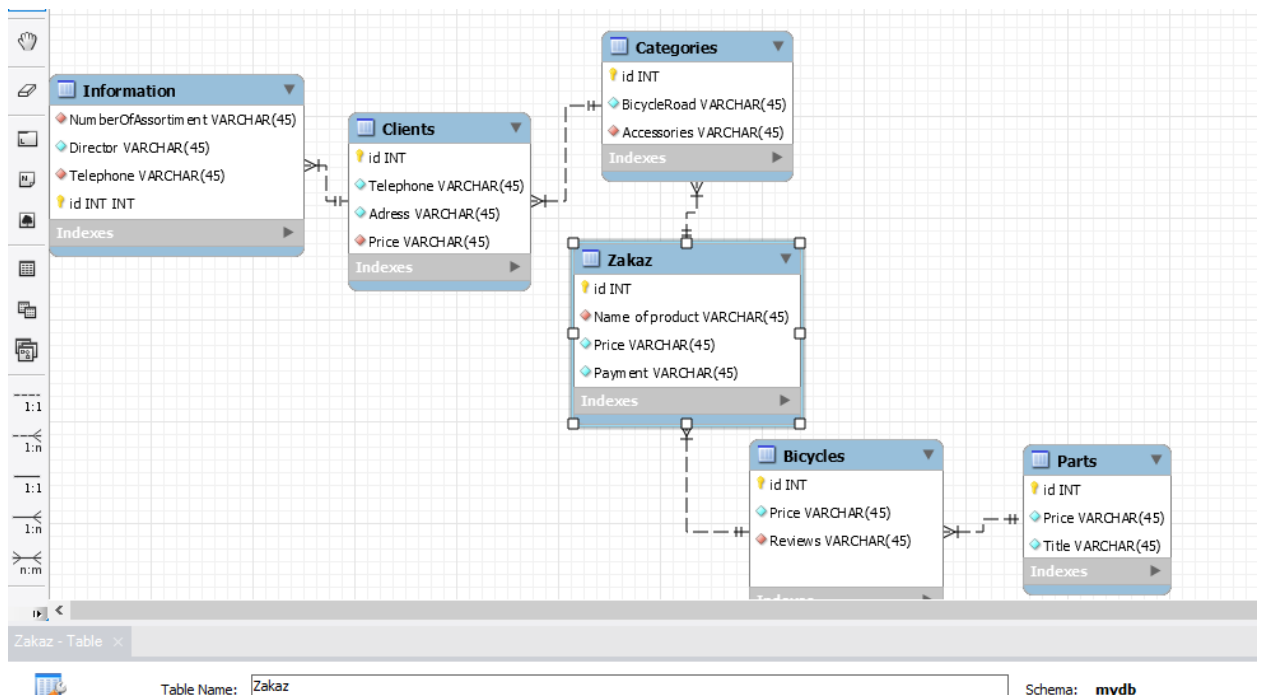 Categories
id INT
BicycleRoad VARCHAR(45)
Accessories VARCHAR(45)
Indexes
Information
NumberOfAssortiment VARCHAR(45)
Director VARCHAR(45)
Telephone VARCHAR(45)
id INT INT
Indexes
Clients
id INT
Telephone VARCHAR(45)
Adress VARCHAR(45)
Price VARCHAR(45)
Indexes
Zakaz
id INT
Name of product VARCHAR(45)
Price VARCHAR(45)
Payment VARCHAR(45)
Indexes
Bicycles
id INT
Price VARCHAR(45)
Reviews VARCHAR(45)
Indexes
Parts
id INT
Price VARCHAR(45)
Title VARCHAR(45)
Indexes
1:1
1:n
1:1
1:n
n:m
Zakaz - Table ×
Table Name: Zakaz
Schema: mydb